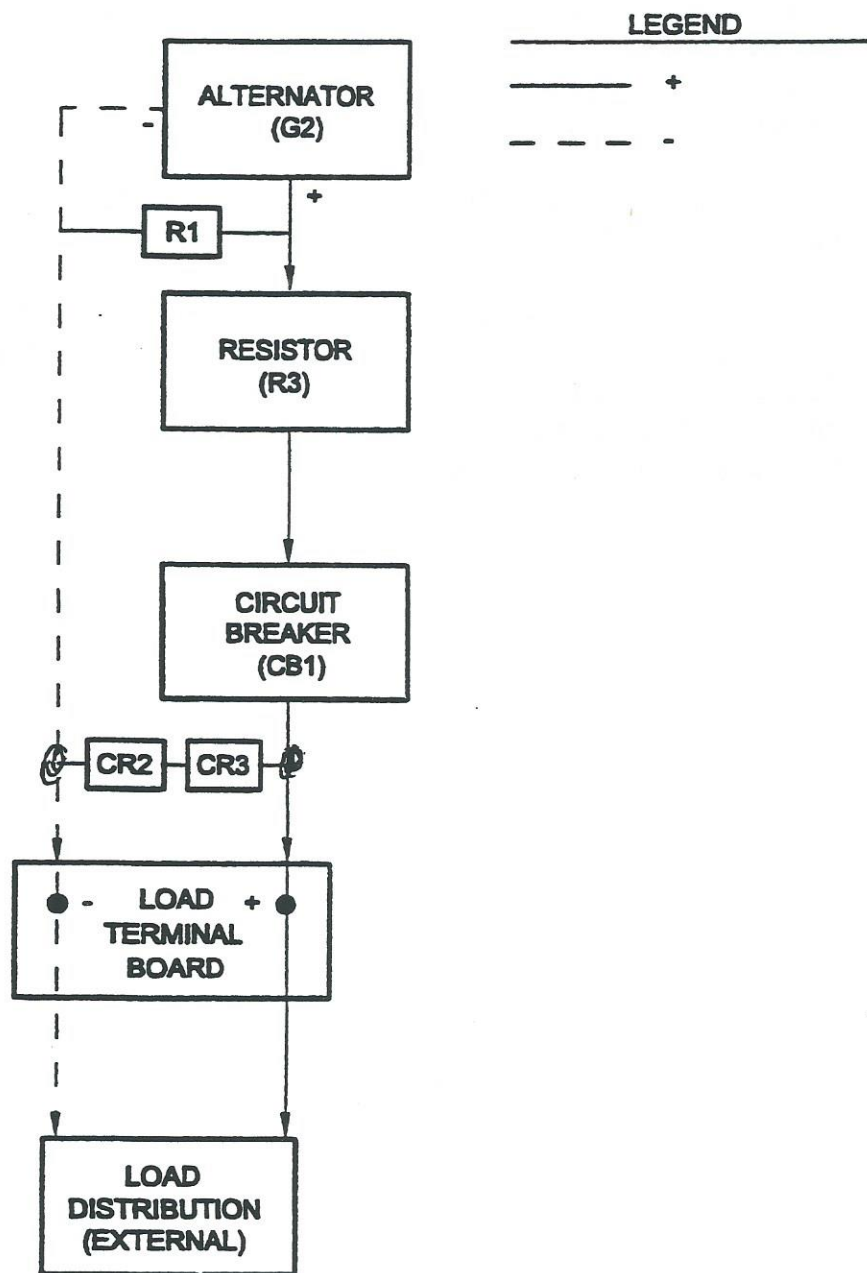 LEGEND
+
-
ALTERNATOR
(G2)
-
+
R1
RESISTOR
(R3)
CIRCUIT
BREAKER
(CB1)
CR2
CR3
- LOAD +
TERMINAL
BOARD
LOAD
DISTRIBUTION
(EXTERNAL)